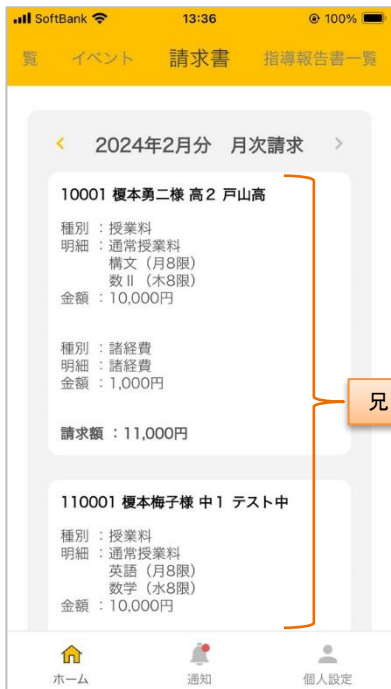 SoftBank 13:36 100%
覧 イベント 請求書 指導報告書一覧
2024年2月分 月次請求
10001 榎本勇二様 高2 戸山高
種別 ：授業料
明細 ：通常授業料
構文（月8限）
数Ⅱ（木8限）
金額 ：10,000円
種別 ：諸経費
明細 ：諸経費
金額 ：1,000円
請求額 ：11,000円
兄
110001 榎本梅子様 中1 テスト中
種別 ：授業料
明細 ：通常授業料
英語（月8限）
数学（水8限）
金額 ：10,000円
ホーム 通知 個人設定